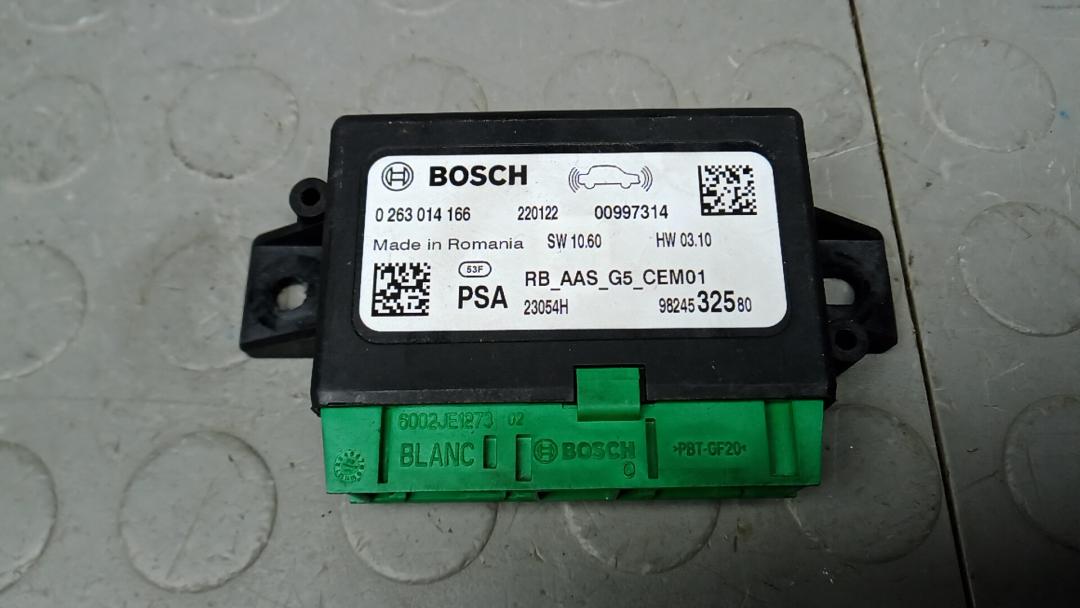 BOSCH
0 263 014 166 220122 00997314
Made in Romania SW 10.60 HW 03.10
53F
PSA RB_AAS_G5_CEM01
23054H 98245 325 80
6002JE1273 02
BLANC BOSCH >PBT-GF20<
0